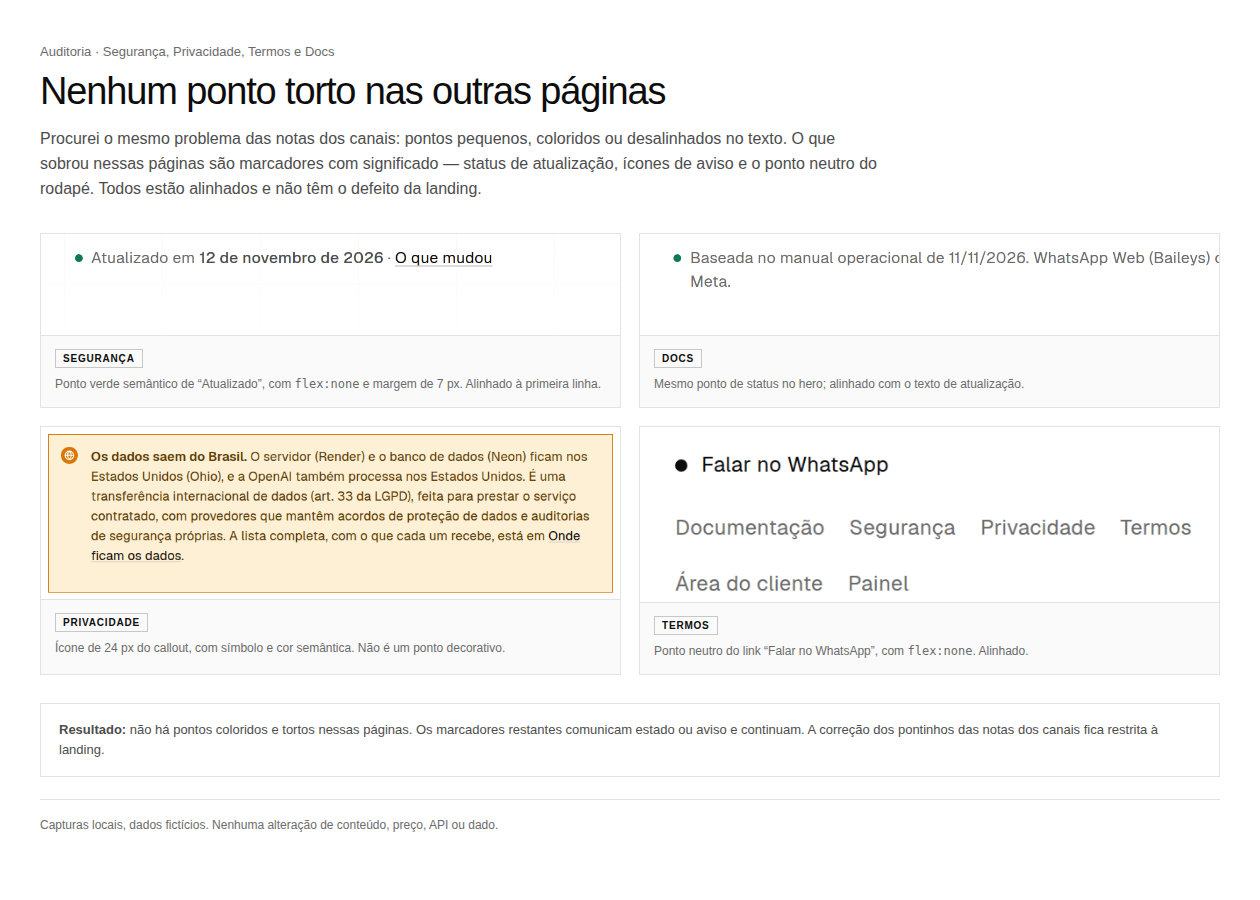 Auditoria · Segurança, Privacidade, Termos e Docs
Nenhum ponto torto nas outras páginas
Procurei o mesmo problema das notas dos canais: pontos pequenos, coloridos ou desalinhados no texto. O que
sobrou nessas páginas são marcadores com significado — status de atualização, ícones de aviso e o ponto neutro do
rodapé. Todos estão alinhados e não têm o defeito da landing.
Atualizado em 12 de novembro de 2026 · O que mudou
SEGURANÇA
Ponto verde semântico de “Atualizado”, com flex:none e margem de 7 px. Alinhado à primeira linha.
Baseada no manual operacional de 11/11/2026. WhatsApp Web (Baileys)
Meta.
DOCS
Mesmo ponto de status no hero; alinhado com o texto de atualização.
Os dados saem do Brasil. O servidor (Render) e o banco de dados (Neon) ficam nos
Estados Unidos (Ohio), e a OpenAI também processa nos Estados Unidos. É uma
transferência internacional de dados (art. 33 da LGPD), feita para prestar o serviço
contratado, com provedores que mantêm acordos de proteção de dados e auditorias
de segurança próprias. A lista completa, com o que cada um recebe, está em Onde
ficam os dados.
PRIVACIDADE
Ícone de 24 px do callout, com símbolo e cor semântica. Não é um ponto decorativo.
Falar no WhatsApp
Documentação Segurança Privacidade Termos
Área do cliente Painel
TERMOS
Ponto neutro do link “Falar no WhatsApp”, com flex:none. Alinhado.
Resultado: não há pontos coloridos e tortos nessas páginas. Os marcadores restantes comunicam estado ou aviso e continuam. A correção dos pontinhos das notas dos canais fica restrita à
landing.
Capturas locais, dados fictícios. Nenhuma alteração de conteúdo, preço, API ou dado.